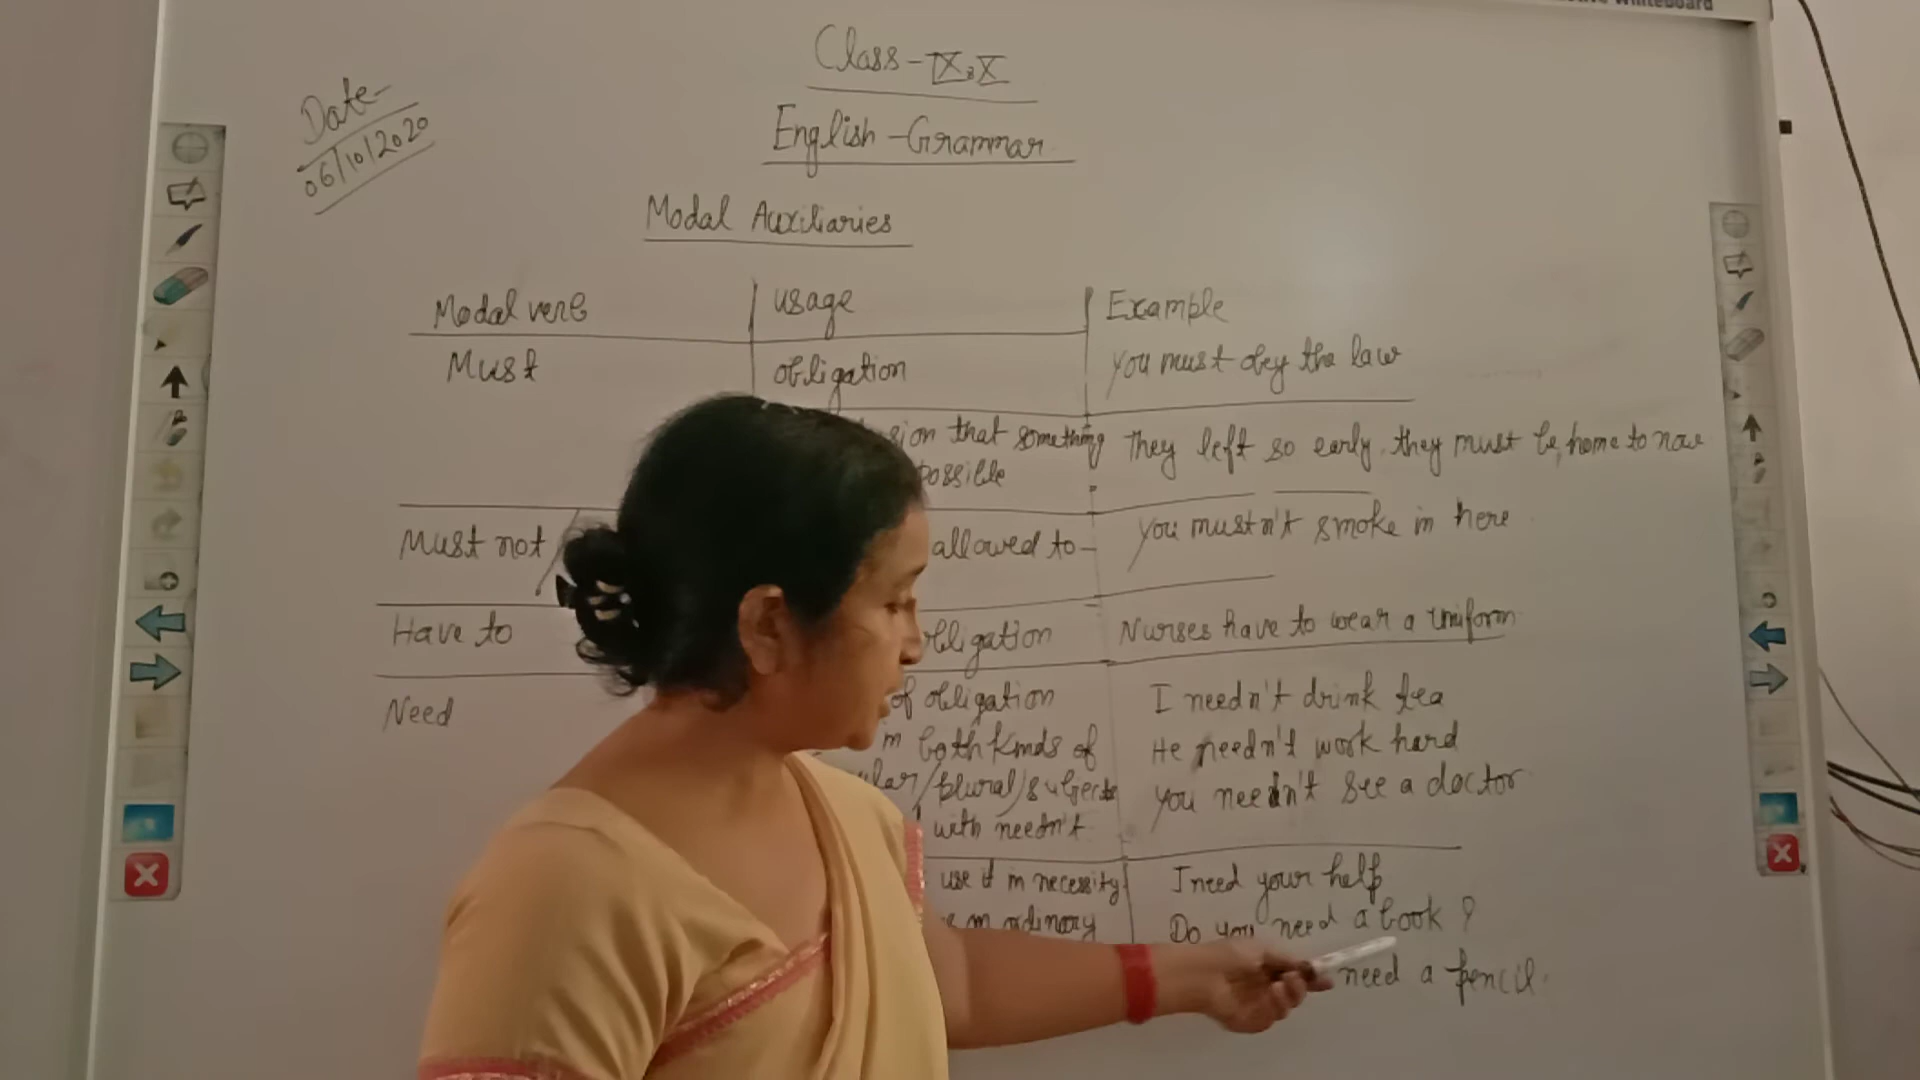 Whiteboard
Class - IX, X
Date -
06/10/2020
English - Grammar
Modal Auxiliaries
Modal verb usage Example
Must obligation You must obey the law
that something They left so early. they must be home to now
possible
Must not allowed to - You mustn't smoke in here
Have to obligation Nurses have to wear a uniform
Need of obligation I needn't drink tea
in both kinds of He needn't work hard
/plural/subjects You needn't see a doctor
with needn't
use it in necessity I need your help
in ordinary Do you need a book?
need a pencil.